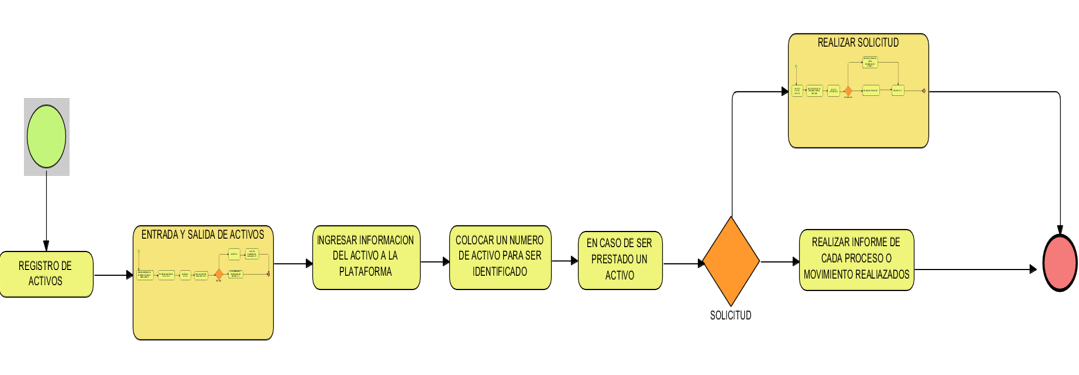 REALIZAR SOLICITUD
REGISTRO DE
ACTIVOS
ENTRADA Y SALIDA DE ACTIVOS
INGRESAR INFORMACION
DEL ACTIVO A LA
PLATAFORMA
COLOCAR UN NUMERO
DE ACTIVO PARA SER
IDENTIFICADO
EN CASO DE SER
PRESTADO UN
ACTIVO
SOLICITUD
REALIZAR INFORME DE
CADA PROCESO O
MOVIMIENTO REALIAZADOS